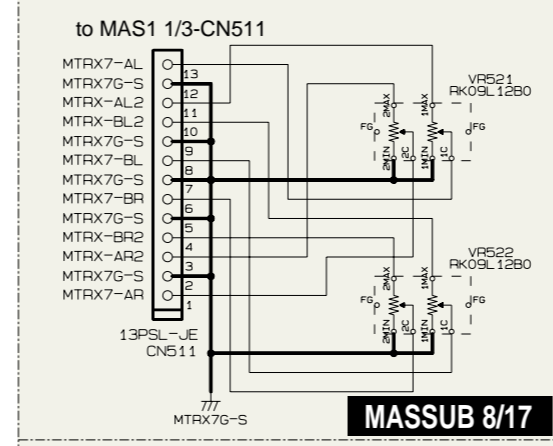 to MAS1 1/3-CN511
MTRX7-AL
MTRX7G-S
MTRX-AL2
MTRX-BL2
MTRX7G-S
MTRX7-BL
MTRX7G-S
MTRX7-BR
MTRX7G-S
MTRX-BR2
MTRX-AR2
MTRX7G-S
MTRX7-AR
13
12
11
10
9
8
7
6
5
4
3
2
1
13PSL-JE
CN511
MTRX7G-S
VR521
RK09L12B0
2MAX
1MAX
FG
FG
2MIN
2C
1MIN
1C
VR522
RK09L12B0
2MAX
1MAX
FG
FG
2MIN
2C
1MIN
1C
MASSUB 8/17